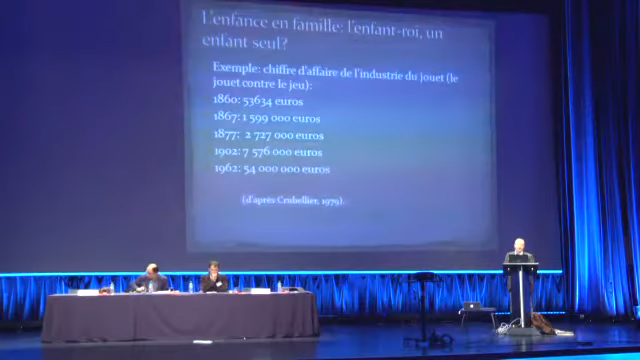 L'enfance en famille: l'enfant-roi, un
enfant seul?
Exemple: chiffre d'affaire de l'industrie du jouet (le
jouet contre le jeu):
1860: 53634 euros
1867: 1 599 000 euros
1877: 2 727 000 euros
1902: 7 576 000 euros
1962: 54 000 000 euros
(d'après Crubellier, 1979).